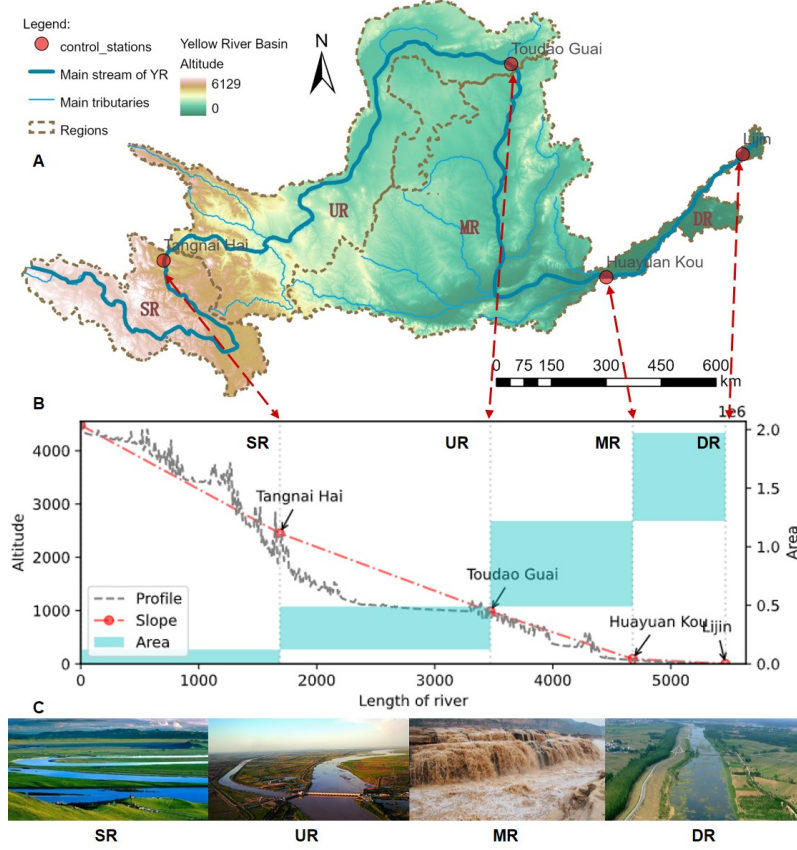 Legend:
control_stations
Main stream of YR
Main tributaries
Regions
Yellow River Basin
Altitude
6129
0
N
A
Toudao Guai
Lijin
UR
MR
DR
Tangnai Hai
Huayuan Kou
SR
0 75 150 300 450 600
km
B
1e6
SR UR MR DR
4000
3000
2000
1000
0
Altitude
Tangnai Hai
Toudao Guai
Huayuan Kou
Lijin
Profile
Slope
Area
2.0
1.5
1.0
0.5
0.0
Area
0 1000 2000 3000 4000 5000
Length of river
C
SR UR MR DR